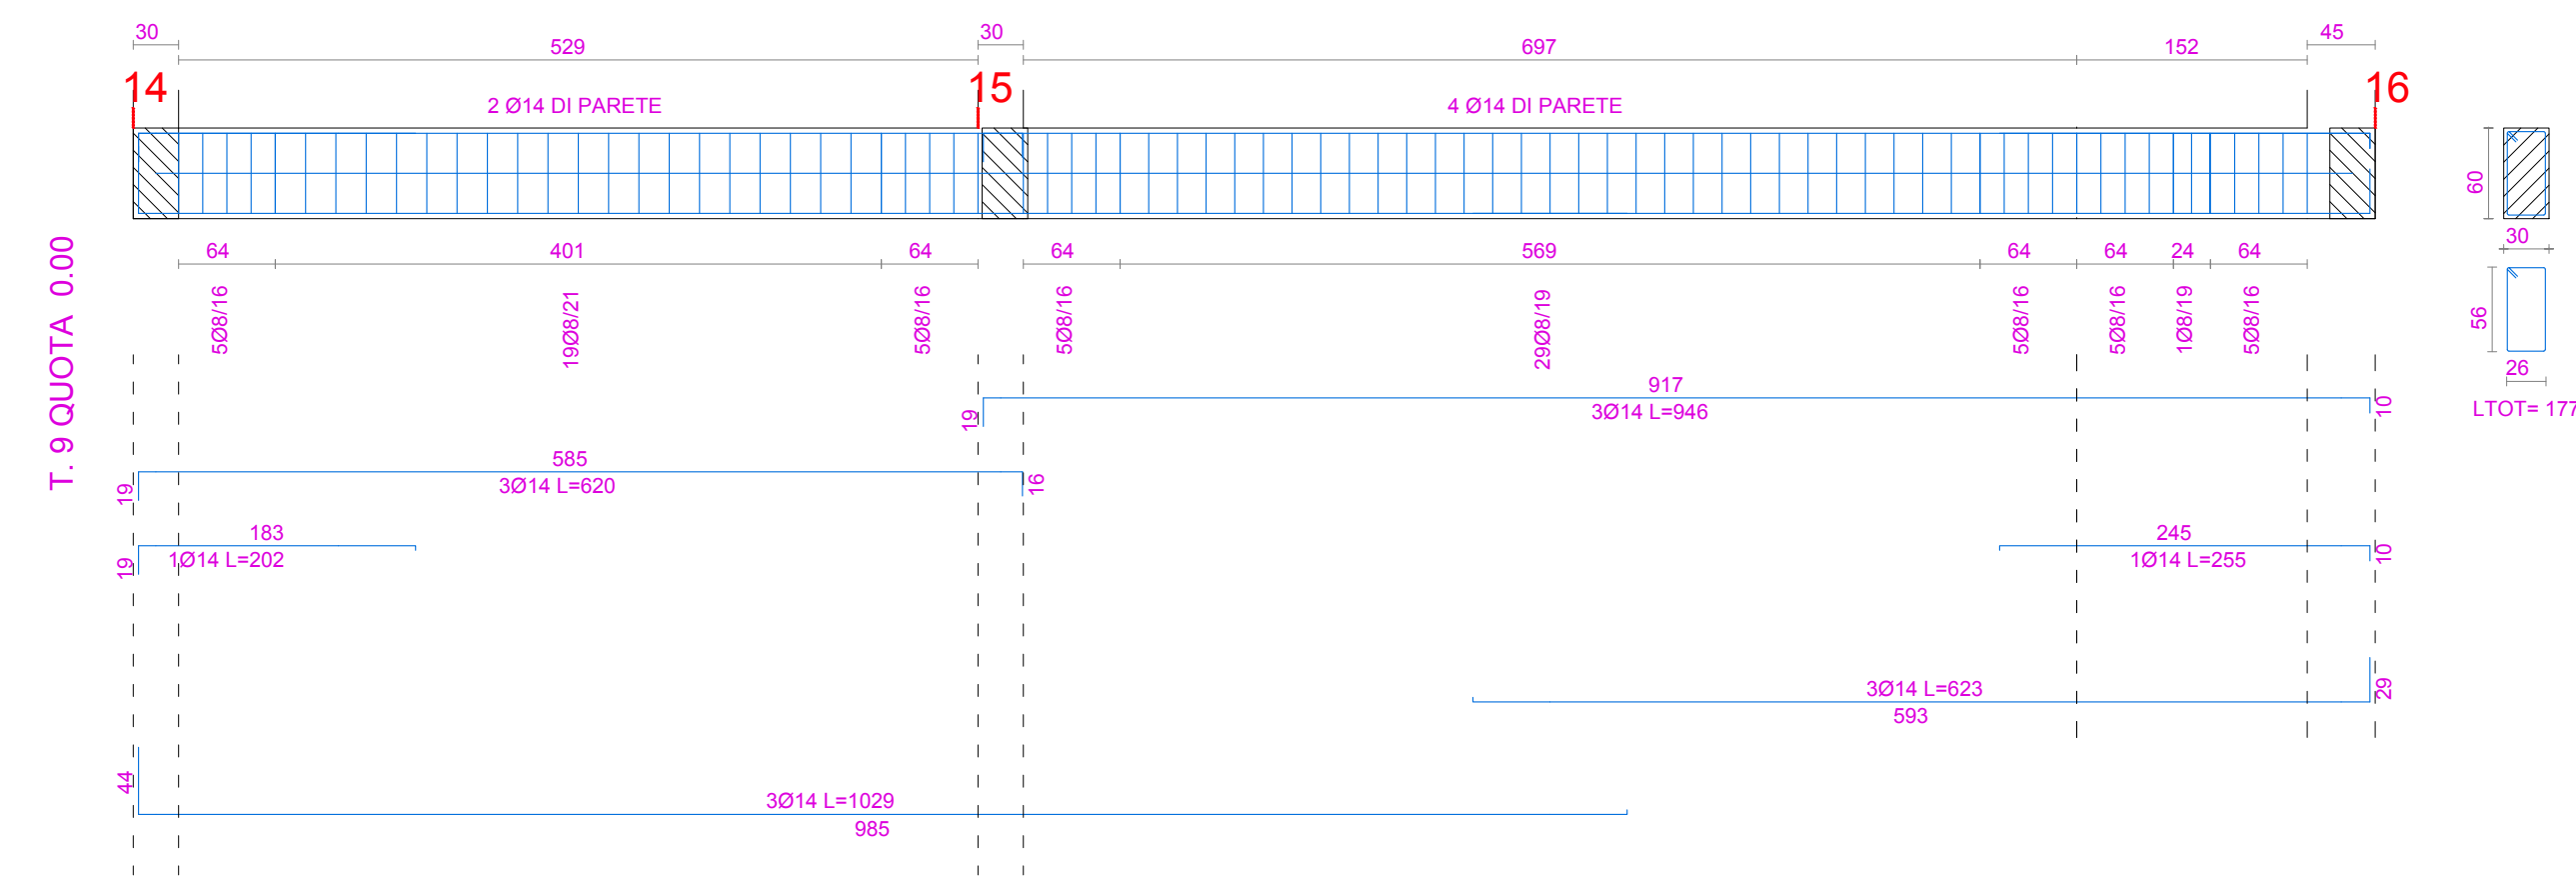 30
529
30
697
152
45
14
15
16
2 Ø14 DI PARETE
4 Ø14 DI PARETE
60
30
T. 9 QUOTA 0.00
64
401
64
64
569
64
64
24
64
5Ø8/16
19Ø8/21
5Ø8/16
5Ø8/16
29Ø8/19
5Ø8/16
5Ø8/16
1Ø8/19
5Ø8/16
56
26
LTOT= 177
917
19
3Ø14 L=946
10
585
19
3Ø14 L=620
16
183
19
1Ø14 L=202
245
1Ø14 L=255
10
3Ø14 L=623
593
29
44
3Ø14 L=1029
985